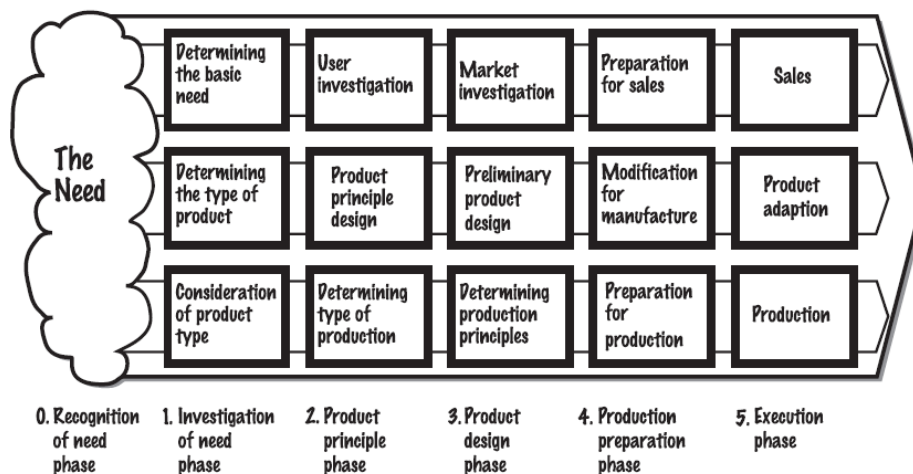 The
Need
Determining
the basic
need
User
investigation
Market
investigation
Preparation
for sales
Sales
Determining
the type of
product
Product
principle
design
Preliminary
product
design
Modification
for
manufacture
Product
adaption
Consideration
of product
type
Determining
type of
production
Determining
production
principles
Preparation
for
production
Production
0. Recognition
of need
phase
1. Investigation
of need
phase
2. Product
principle
phase
3. Product
design
phase
4. Production
preparation
phase
5. Execution
phase